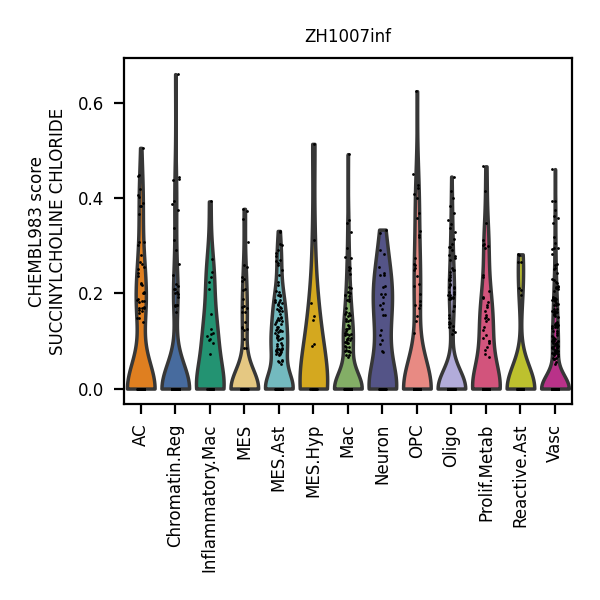 ZH1007inf
CHEMBL983 score
SUCCINYLCHOLINE CHLORIDE
0.6
0.4
0.2
0.0
AC
Chromatin.Reg
Inflammatory.Mac
MES
MES.Ast
MES.Hyp
Mac
Neuron
OPC
Oligo
Prolif.Metab
Reactive.Ast
Vasc